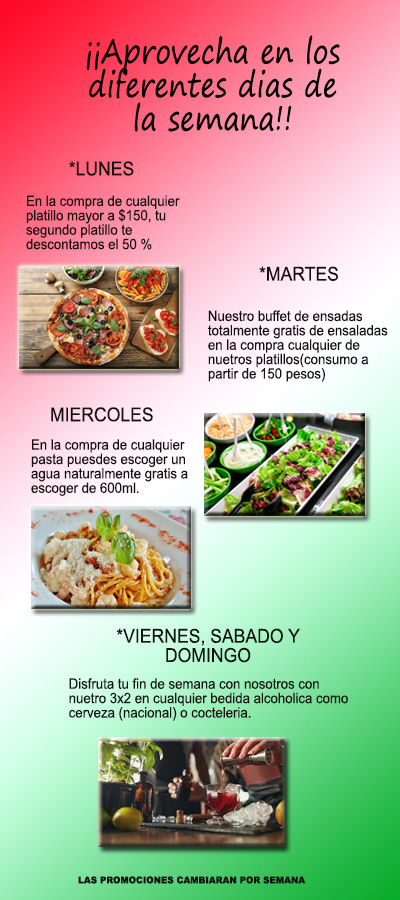 ¡¡Aprovecha en los
diferentes dias de
la semana!!
*LUNES
En la compra de cualquier
platillo mayor a $150, tu
segundo platillo te
descontamos el 50 %
*MARTES
Nuestro buffet de ensadas
totalmente gratis de ensaladas
en la compra cualquier de
nuetros platillos(consumo a
partir de 150 pesos)
MIERCOLES
En la compra de cualquier
pasta puesdes escoger un
agua naturalmente gratis a
escoger de 600ml.
*VIERNES, SABADO Y
DOMINGO
Disfruta tu fin de semana con nosotros con
nuetro 3x2 en cualquier bedida alcoholica como
cerveza (nacional) o cocteleria.
LAS PROMOCIONES CAMBIARAN POR SEMANA